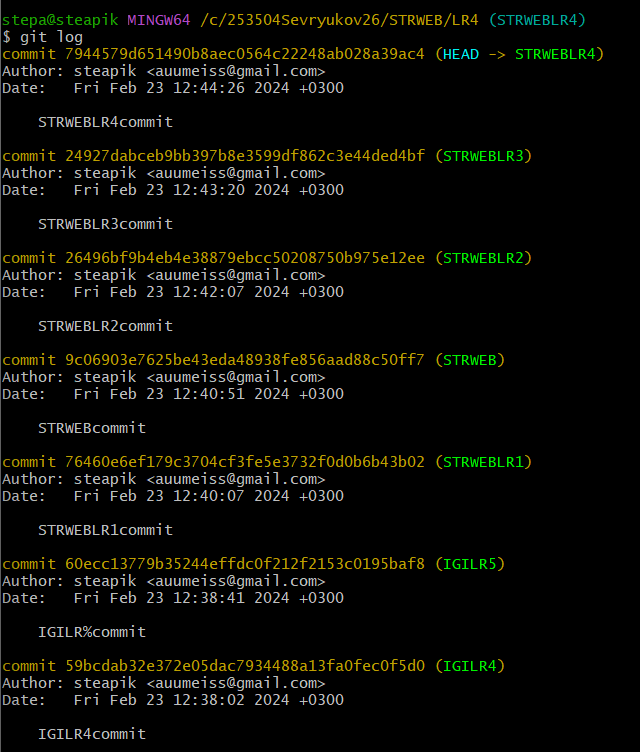 stepa@steapik MINGW64 /c/253504Sevryukov26/STRWEB/LR4 (STRWEBLR4)
$ git log
commit 7944579d651490b8aec0564c22248ab028a39ac4 (HEAD -> STRWEBLR4)
Author: steapik <auumeiss@gmail.com>
Date:   Fri Feb 23 12:44:26 2024 +0300
    STRWEBLR4commit
commit 24927dabceb9bb397b8e3599df862c3e44ded4bf (STRWEBLR3)
Author: steapik <auumeiss@gmail.com>
Date:   Fri Feb 23 12:43:20 2024 +0300
    STRWEBLR3commit
commit 26496bf9b4eb4e38879ebcc50208750b975e12ee (STRWEBLR2)
Author: steapik <auumeiss@gmail.com>
Date:   Fri Feb 23 12:42:07 2024 +0300
    STRWEBLR2commit
commit 9c06903e7625be43eda48938fe856aad88c50ff7 (STRWEB)
Author: steapik <auumeiss@gmail.com>
Date:   Fri Feb 23 12:40:51 2024 +0300
    STRWEBcommit
commit 76460e6ef179c3704cf3fe5e3732f0d0b6b43b02 (STRWEBLR1)
Author: steapik <auumeiss@gmail.com>
Date:   Fri Feb 23 12:40:07 2024 +0300
    STRWEBLR1commit
commit 60ecc13779b35244effdc0f212f2153c0195baf8 (IGILR5)
Author: steapik <auumeiss@gmail.com>
Date:   Fri Feb 23 12:38:41 2024 +0300
    IGILR%commit
commit 59bcdab32e372e05dac7934488a13fa0fec0f5d0 (IGILR4)
Author: steapik <auumeiss@gmail.com>
Date:   Fri Feb 23 12:38:02 2024 +0300
    IGILR4commit